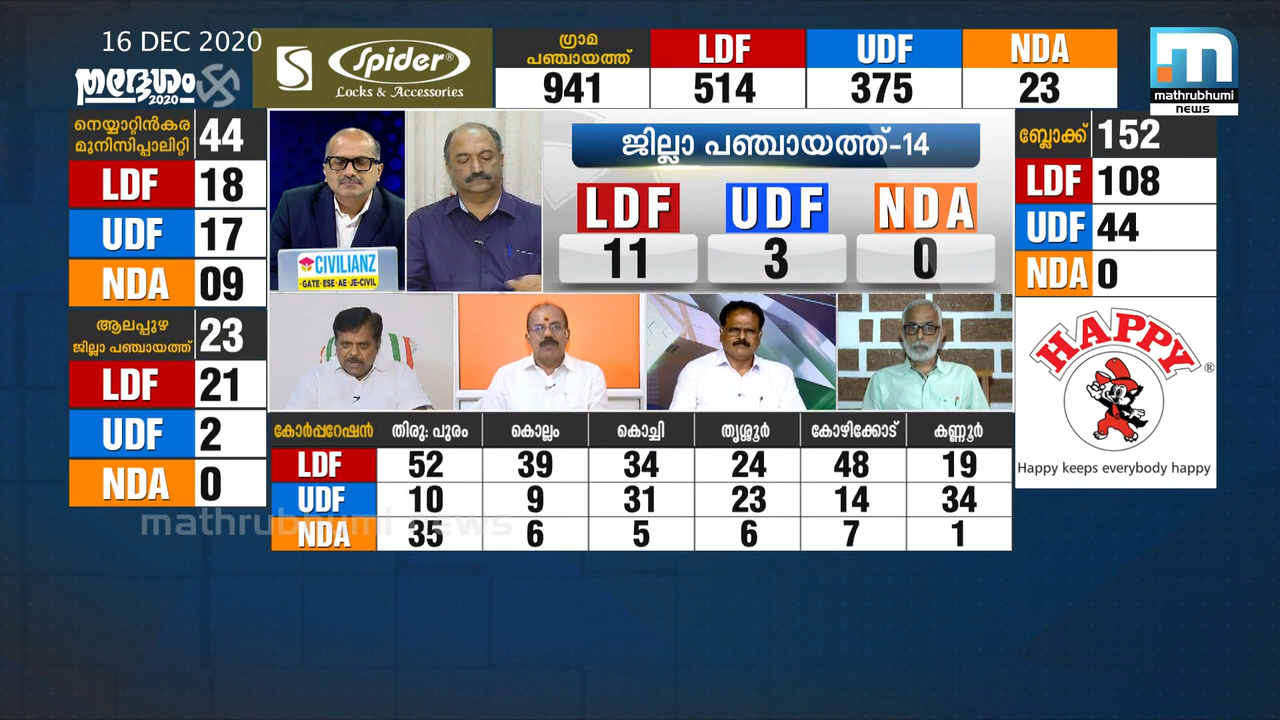 16 DEC 2020
തദ്ദേശം
2020
S Spider®
Locks & Accessories
ഗ്രാമ പഞ്ചായത്ത് LDF UDF NDA
941 514 375 23
mathrubhumi
NEWS
നെയ്യാറ്റിൻകര മുനിസിപ്പാലിറ്റി 44
LDF 18
UDF 17
NDA 09
ആലപ്പുഴ ജില്ലാ പഞ്ചായത്ത് 23
LDF 21
UDF 2
NDA 0
CIVILIANZ
·GATE·ESE·AE·JE-CIVIL
ജില്ലാ പഞ്ചായത്ത്-14
LDF UDF NDA
11 3 0
ബ്ലോക്ക് 152
LDF 108
UDF 44
NDA 0
HAPPY®
Happy keeps everybody happy
കോർപ്പറേഷൻ തിരു: പുരം കൊല്ലം കൊച്ചി തൃശ്ശൂർ കോഴിക്കോട് കണ്ണൂർ
LDF 52 39 34 24 48 19
UDF 10 9 31 23 14 34
NDA 35 6 5 6 7 1
mathrubhumi news